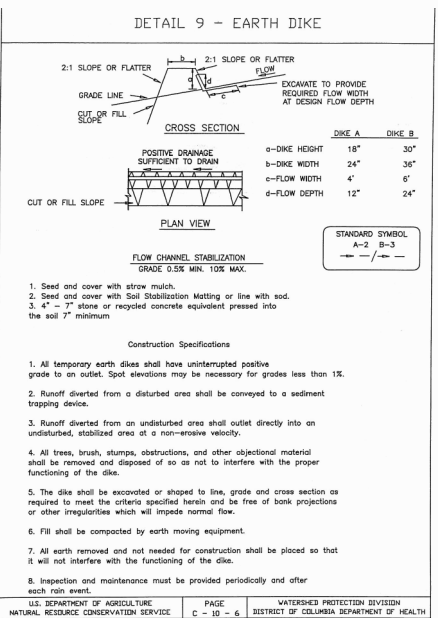 DETAIL 9 - EARTH DIKE
2:1 SLOPE OR FLATTER
b
2:1 SLOPE OR FLATTER
FLOW
a
d
c
GRADE LINE
EXCAVATE TO PROVIDE
REQUIRED FLOW WIDTH
AT DESIGN FLOW DEPTH
CUT OR FILL
SLOPE
CROSS SECTION
DIKE A DIKE B
a-DIKE HEIGHT 18" 30"
b-DIKE WIDTH 24" 36"
c-FLOW WIDTH 4' 6'
d-FLOW DEPTH 12" 24"
POSITIVE DRAINAGE
SUFFICIENT TO DRAIN
CUT OR FILL SLOPE
PLAN VIEW
STANDARD SYMBOL
A-2 B-3
/
FLOW CHANNEL STABILIZATION
GRADE 0.5% MIN. 10% MAX.
1. Seed and cover with straw mulch.
2. Seed and cover with Soil Stabilization Matting or line with sod.
3. 4" - 7" stone or recycled concrete equivalent pressed into
the soil 7" minimum
Construction Specifications
1. All temporary earth dikes shall have uninterrupted positive
grade to an outlet. Spot elevations may be necessary for grades less than 1%.
2. Runoff diverted from a disturbed area shall be conveyed to a sediment
trapping device.
3. Runoff diverted from an undisturbed area shall outlet directly into an
undisturbed, stabilized area at a non-erosive velocity.
4. All trees, brush, stumps, obstructions, and other objectional material
shall be removed and disposed of so as not to interfere with the proper
functioning of the dike.
5. The dike shall be excavated or shaped to line, grade and cross section as
required to meet the criteria specified herein and be free of bank projections
or other irregularities which will impede normal flow.
6. Fill shall be compacted by earth moving equipment.
7. All earth removed and not needed for construction shall be placed so that
it will not interfere with the functioning of the dike.
8. Inspection and maintenance must be provided periodically and after
each rain event.
U.S. DEPARTMENT OF AGRICULTURE
NATURAL RESOURCE CONSERVATION SERVICE
PAGE
C - 10 - 6
WATERSHED PROTECTION DIVISION
DISTRICT OF COLUMBIA DEPARTMENT OF HEALTH